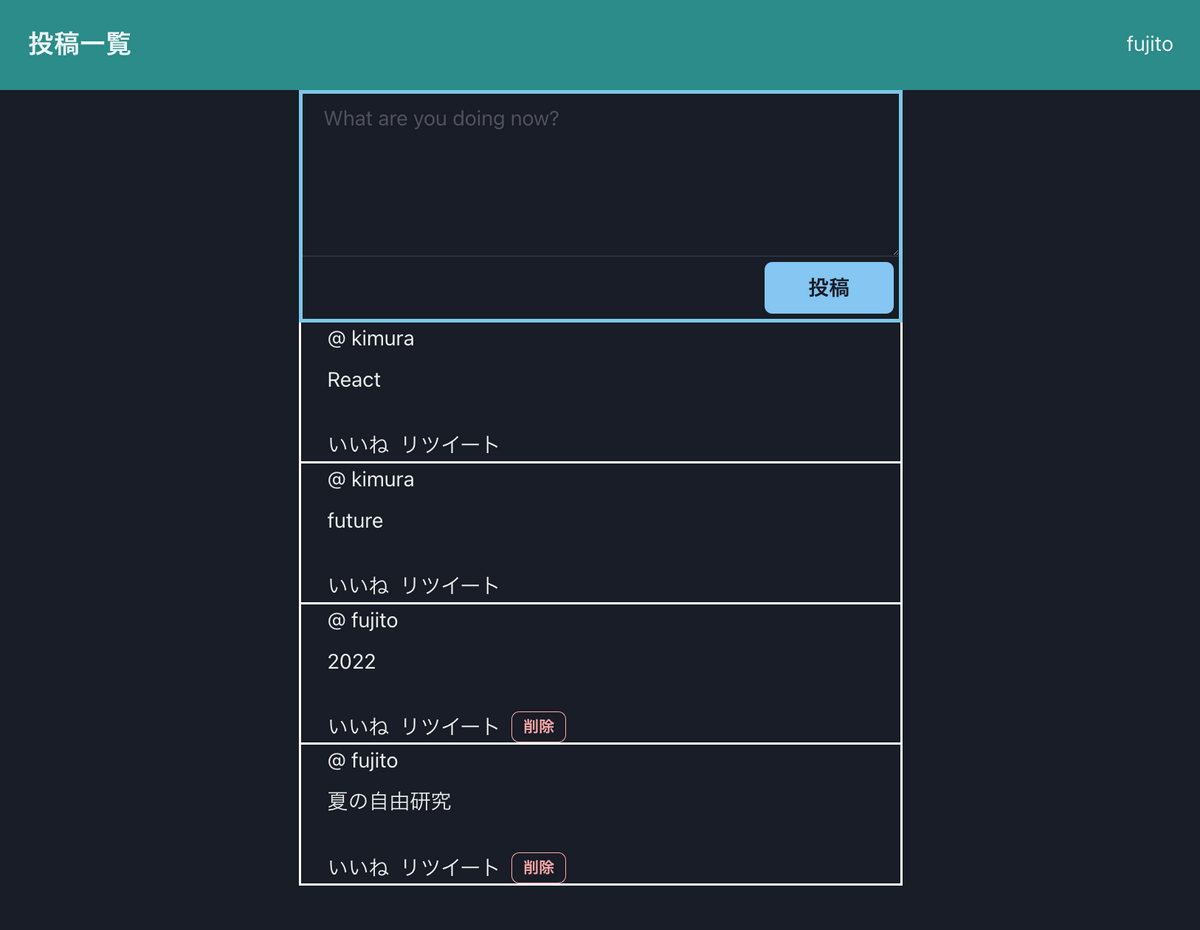 投稿一覧
fujito
What are you doing now?
投稿
@ kimura
React
いいね リツイート
@ kimura
future
いいね リツイート
@ fujito
2022
いいね リツイート 削除
@ fujito
夏の自由研究
いいね リツイート 削除